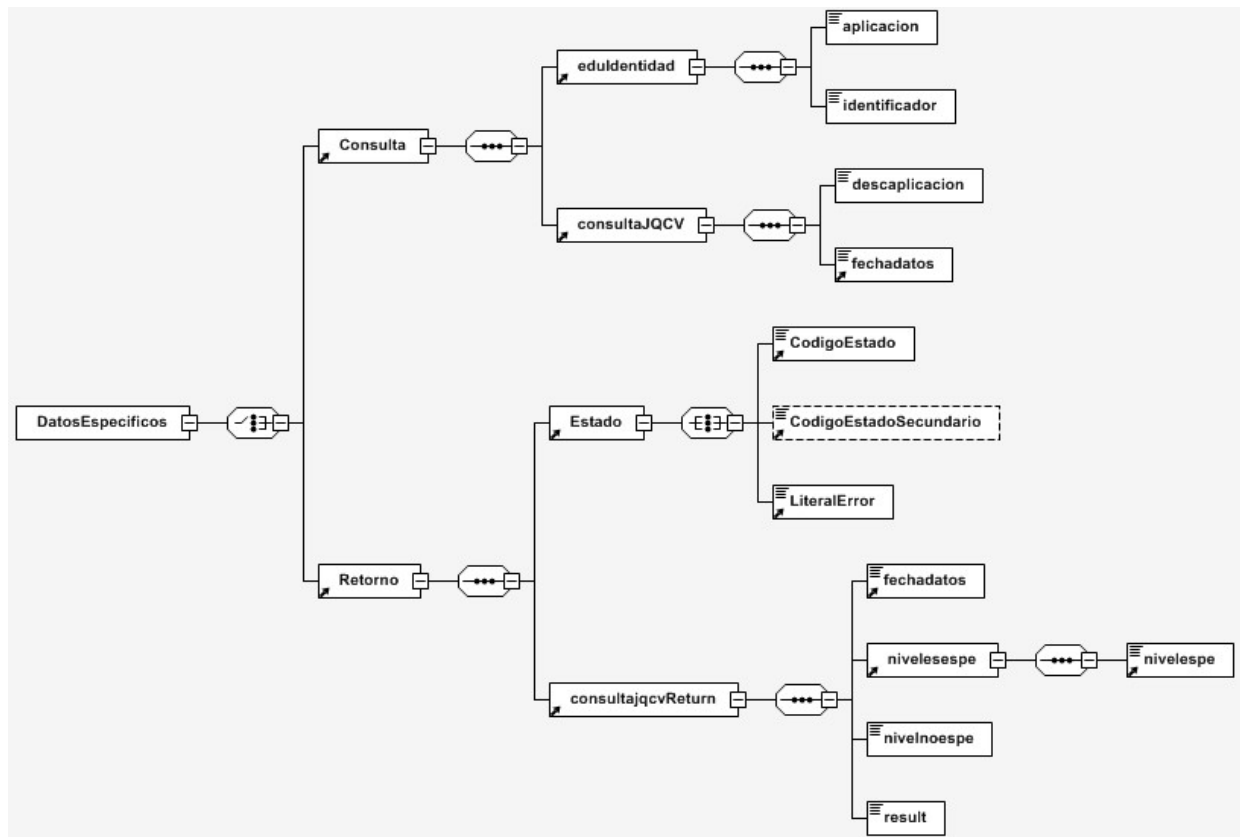 aplicacion
eduIdentidad
identificador
Consulta
descaplicacion
consultaJQCV
fechadatos
CodigoEstado
DatosEspecificos
Estado
CodigoEstadoSecundario
LiteralError
Retorno
fechadatos
nivelesespe
nivelespe
consultajqcvReturn
nivelnoespe
result